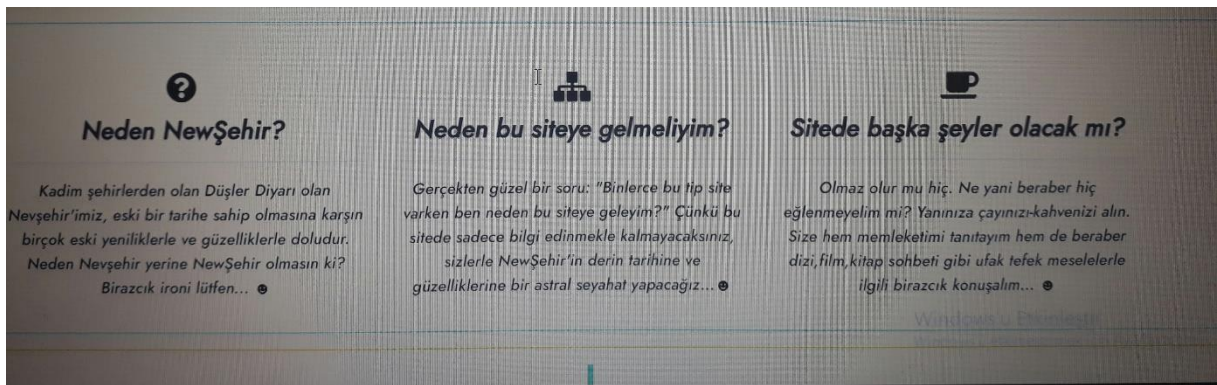 Neden NewŞehir?
Kadim şehirlerden olan Düşler Diyarı olan
Nevşehir'imiz, eski bir tarihe sahip olmasına karşın
birçok eski yeniliklerle ve güzelliklerle doludur.
Neden Nevşehir yerine NewŞehir olmasın ki?
Birazcık ironi lütfen... ☻
Neden bu siteye gelmeliyim?
Gerçekten güzel bir soru: "Binlerce bu tip site
varken ben neden bu siteye geleyim?" Çünkü bu
sitede sadece bilgi edinmekle kalmayacaksınız,
sizlerle NewŞehir'in derin tarihine ve
güzelliklerine bir astral seyahat yapacağız... ☻
Sitede başka şeyler olacak mı?
Olmaz olur mu hiç. Ne yani beraber hiç
eğlenmeyelim mi? Yanınıza çayınızı-kahvenizi alın.
Size hem memleketimi tanıtayım hem de beraber
dizi,film,kitap sohbeti gibi ufak tefek meselelerle
ilgili birazcık konuşalım... ☻
Windows'u Etkinleştir